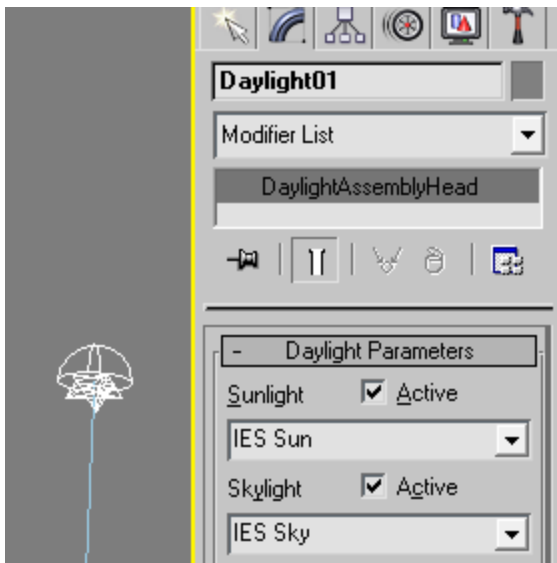 Daylight01
Modifier List
DaylightAssemblyHead
- Daylight Parameters
Sunlight Active
IES Sun
Skylight Active
IES Sky